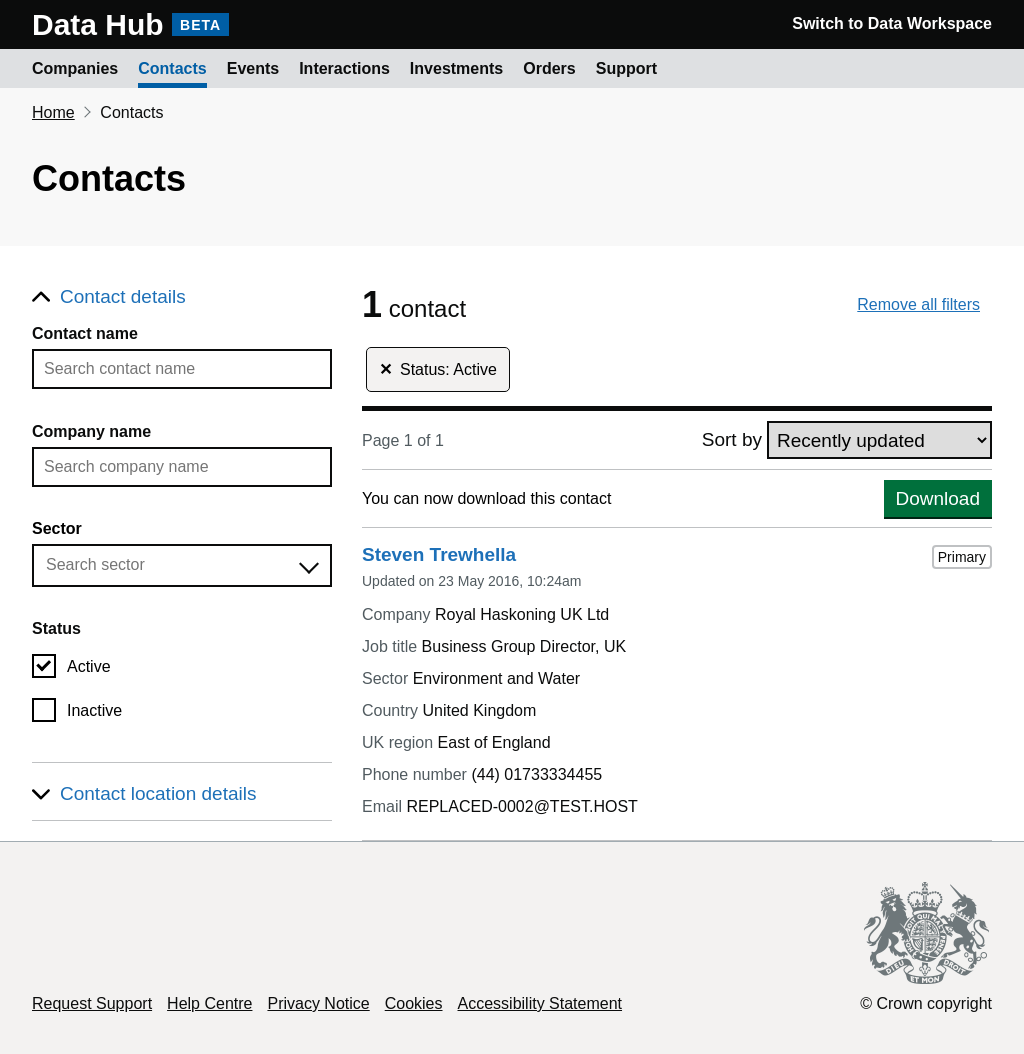 Data Hub BETA
Switch to Data Workspace
Companies Contacts Events Interactions Investments Orders Support
Home Contacts
Contacts
Contact details
Contact name
Search contact name
Company name
Search company name
Sector
Search sector
Status
Active
Inactive
Contact location details
1 contact
Remove all filters
✕ Status: Active
Page 1 of 1
Sort by Recently updated
You can now download this contact
Download
Steven Trewhella
Primary
Updated on 23 May 2016, 10:24am
Company Royal Haskoning UK Ltd
Job title Business Group Director, UK
Sector Environment and Water
Country United Kingdom
UK region East of England
Phone number (44) 01733334455
Email REPLACED-0002@TEST.HOST
DIEU ET MON DROIT
Request Support Help Centre Privacy Notice Cookies Accessibility Statement
© Crown copyright